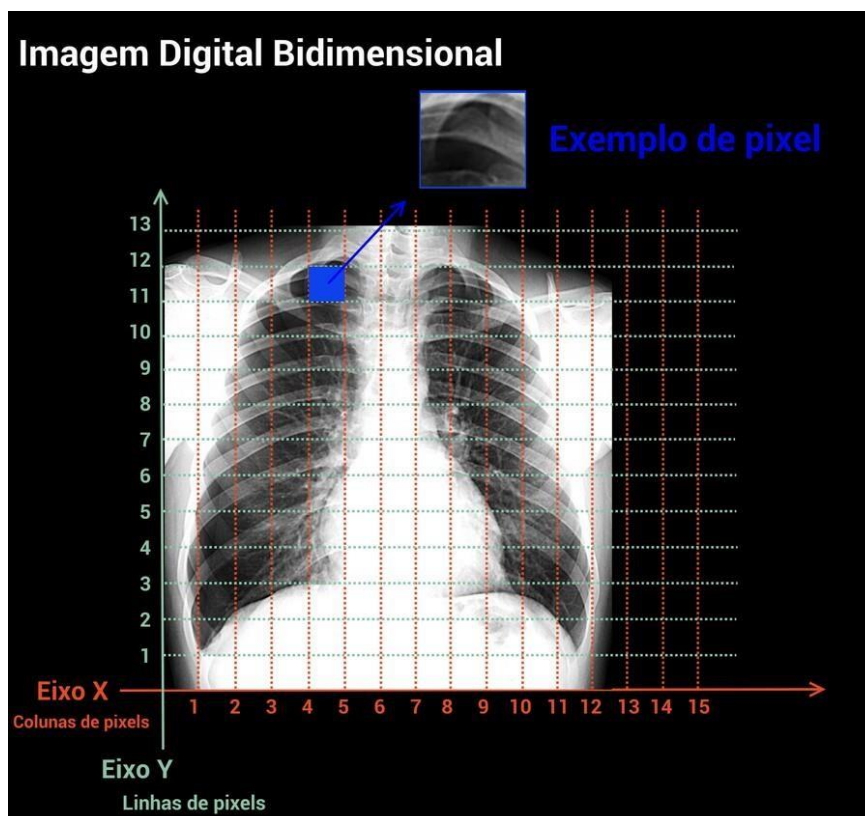 Imagem Digital Bidimensional
Exemplo de pixel
13
12
11
10
9
8
7
6
5
4
3
2
1
Eixo X
1 2 3 4 5 6 7 8 9 10 11 12 13 14 15
Colunas de pixels
Eixo Y
Linhas de pixels